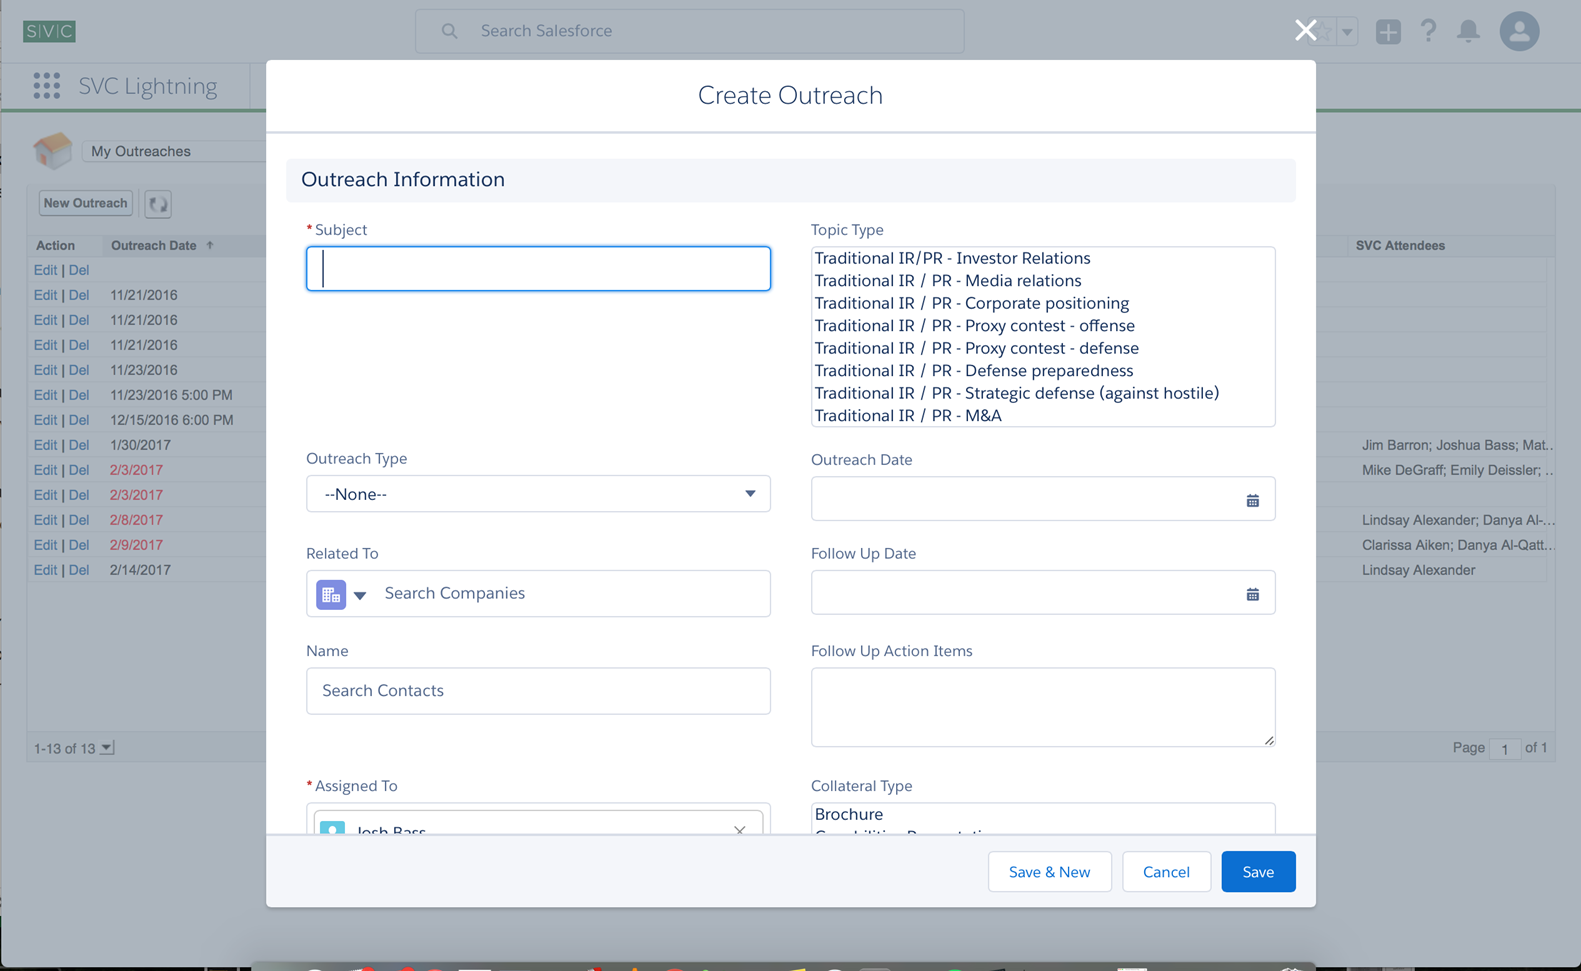 S|V|C
Search Salesforce
SVC Lightning
Create Outreach
My Outreaches
Outreach Information
New Outreach
* Subject
Topic Type
Action Outreach Date SVC Attendees
Traditional IR/PR - Investor Relations
Traditional IR / PR - Media relations
Traditional IR / PR - Corporate positioning
Traditional IR / PR - Proxy contest - offense
Traditional IR / PR - Proxy contest - defense
Traditional IR / PR - Defense preparedness
Traditional IR / PR - Strategic defense (against hostile)
Traditional IR / PR - M&A
Edit | Del
Edit | Del 11/21/2016
Edit | Del 11/21/2016
Edit | Del 11/21/2016
Edit | Del 11/23/2016
Edit | Del 11/23/2016 5:00 PM
Edit | Del 12/15/2016 6:00 PM
Edit | Del 1/30/2017 Jim Barron; Joshua Bass; Mat..
Edit | Del 2/3/2017 Mike DeGraff; Emily Deissler; ..
Edit | Del 2/3/2017
Edit | Del 2/8/2017 Lindsay Alexander; Danya Al-...
Edit | Del 2/9/2017 Clarissa Aiken; Danya Al-Qatt...
Edit | Del 2/14/2017 Lindsay Alexander
Outreach Type
--None--
Outreach Date
Related To
Search Companies
Follow Up Date
Name
Search Contacts
Follow Up Action Items
* Assigned To
Josh Bass
Collateral Type
Brochure
1-13 of 13
Page 1 of 1
Save & New
Cancel
Save